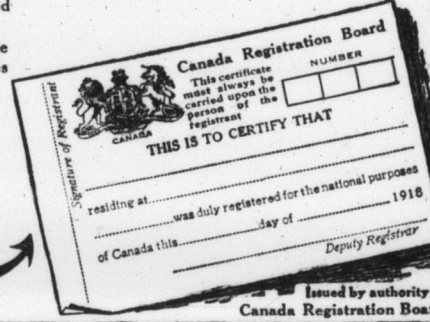 Canada Registration Board
This certificate
must always be
carried upon the
person of the
registrant
NUMBER
CANADA
Signature of Registrant
THIS IS TO CERTIFY THAT
residing at
was duly registered for the national purposes
of Canada this day of 1918
Deputy Registrar
Issued by authority
Canada Registration Boa